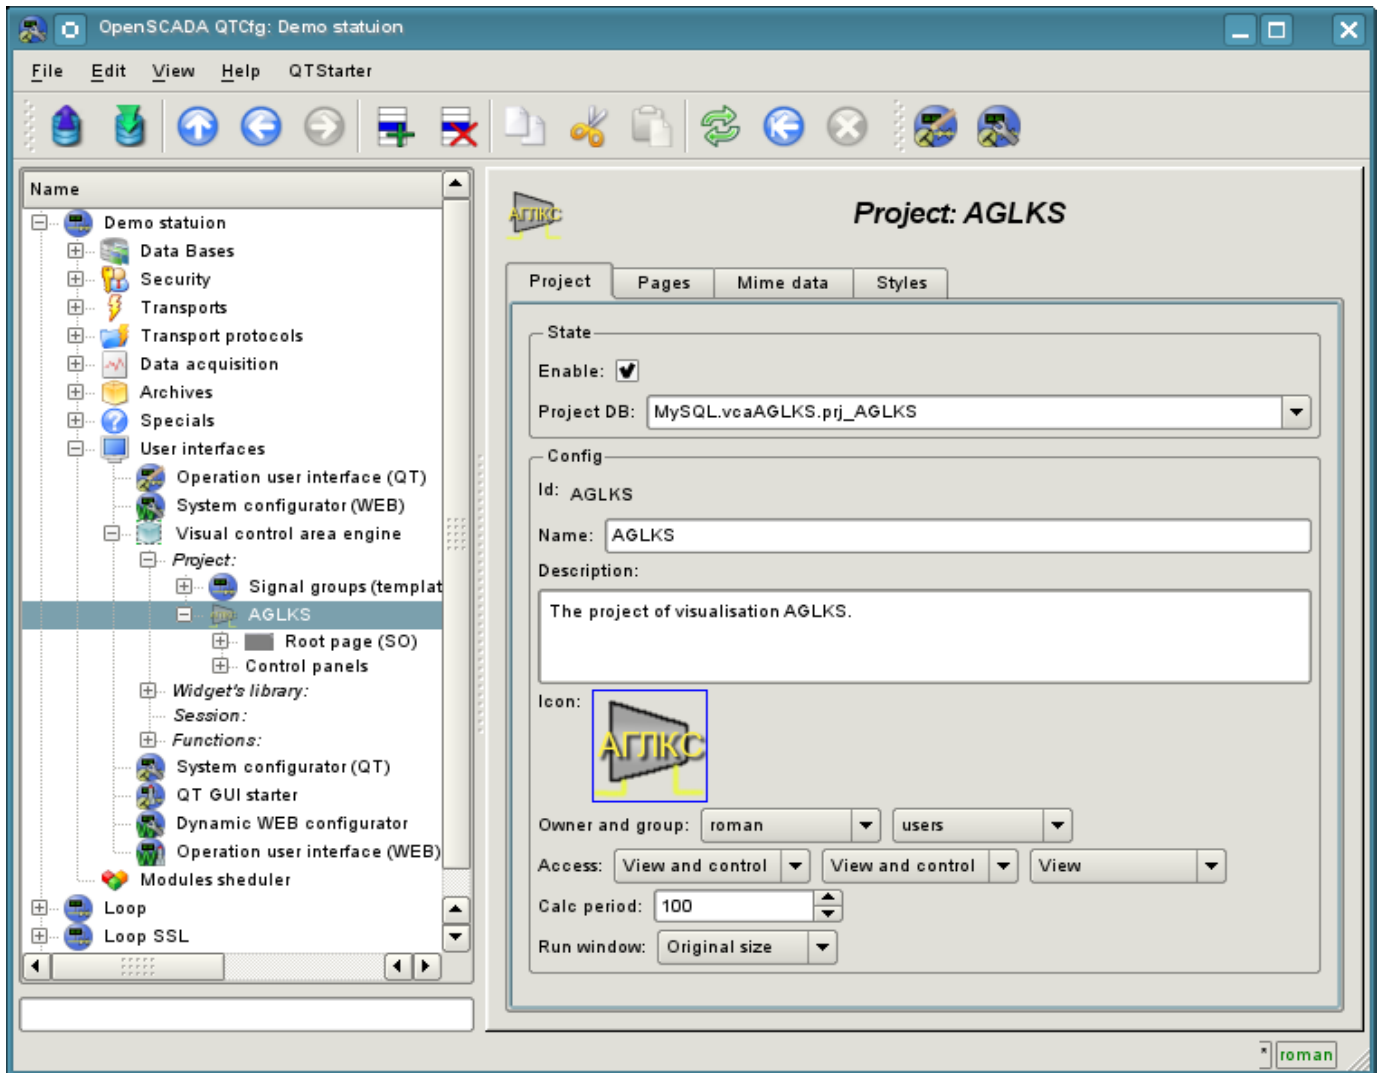 OpenSCADA QTCfg: Demo statuion
File Edit View Help QTStarter
Name
Demo statuion
Data Bases
Security
Transports
Transport protocols
Data acquisition
Archives
Specials
User interfaces
Operation user interface (QT)
System configurator (WEB)
Visual control area engine
Project:
Signal groups (templat
AGLKS
Root page (SO)
Control panels
Widget's library:
Session:
Functions:
System configurator (QT)
QT GUI starter
Dynamic WEB configurator
Operation user interface (WEB)
Modules sheduler
Loop
Loop SSL
АГЛКС
Project: AGLKS
Project Pages Mime data Styles
State
Enable:
Project DB: MySQL.vcaAGLKS.prj_AGLKS
Config
Id: AGLKS
Name: AGLKS
Description:
The project of visualisation AGLKS.
Icon:
АГЛКС
Owner and group: roman users
Access: View and control View and control View
Calc period: 100
Run window: Original size
* roman